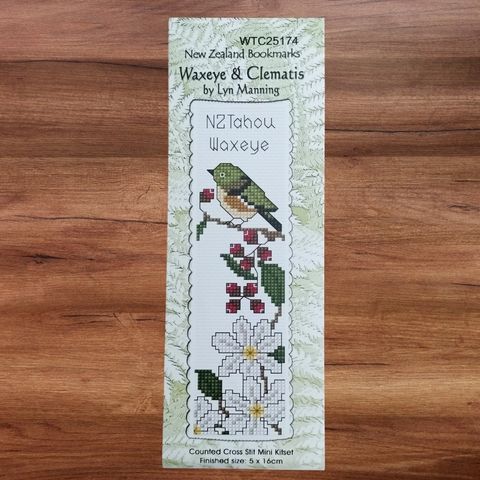 WTC25174
New Zealand Bookmarks
Waxeye & Clematis
by Lyn Manning
NZTahou
Waxeye
Counted Cross Stit Mini Kitset
Finished size: 5 x 16cm